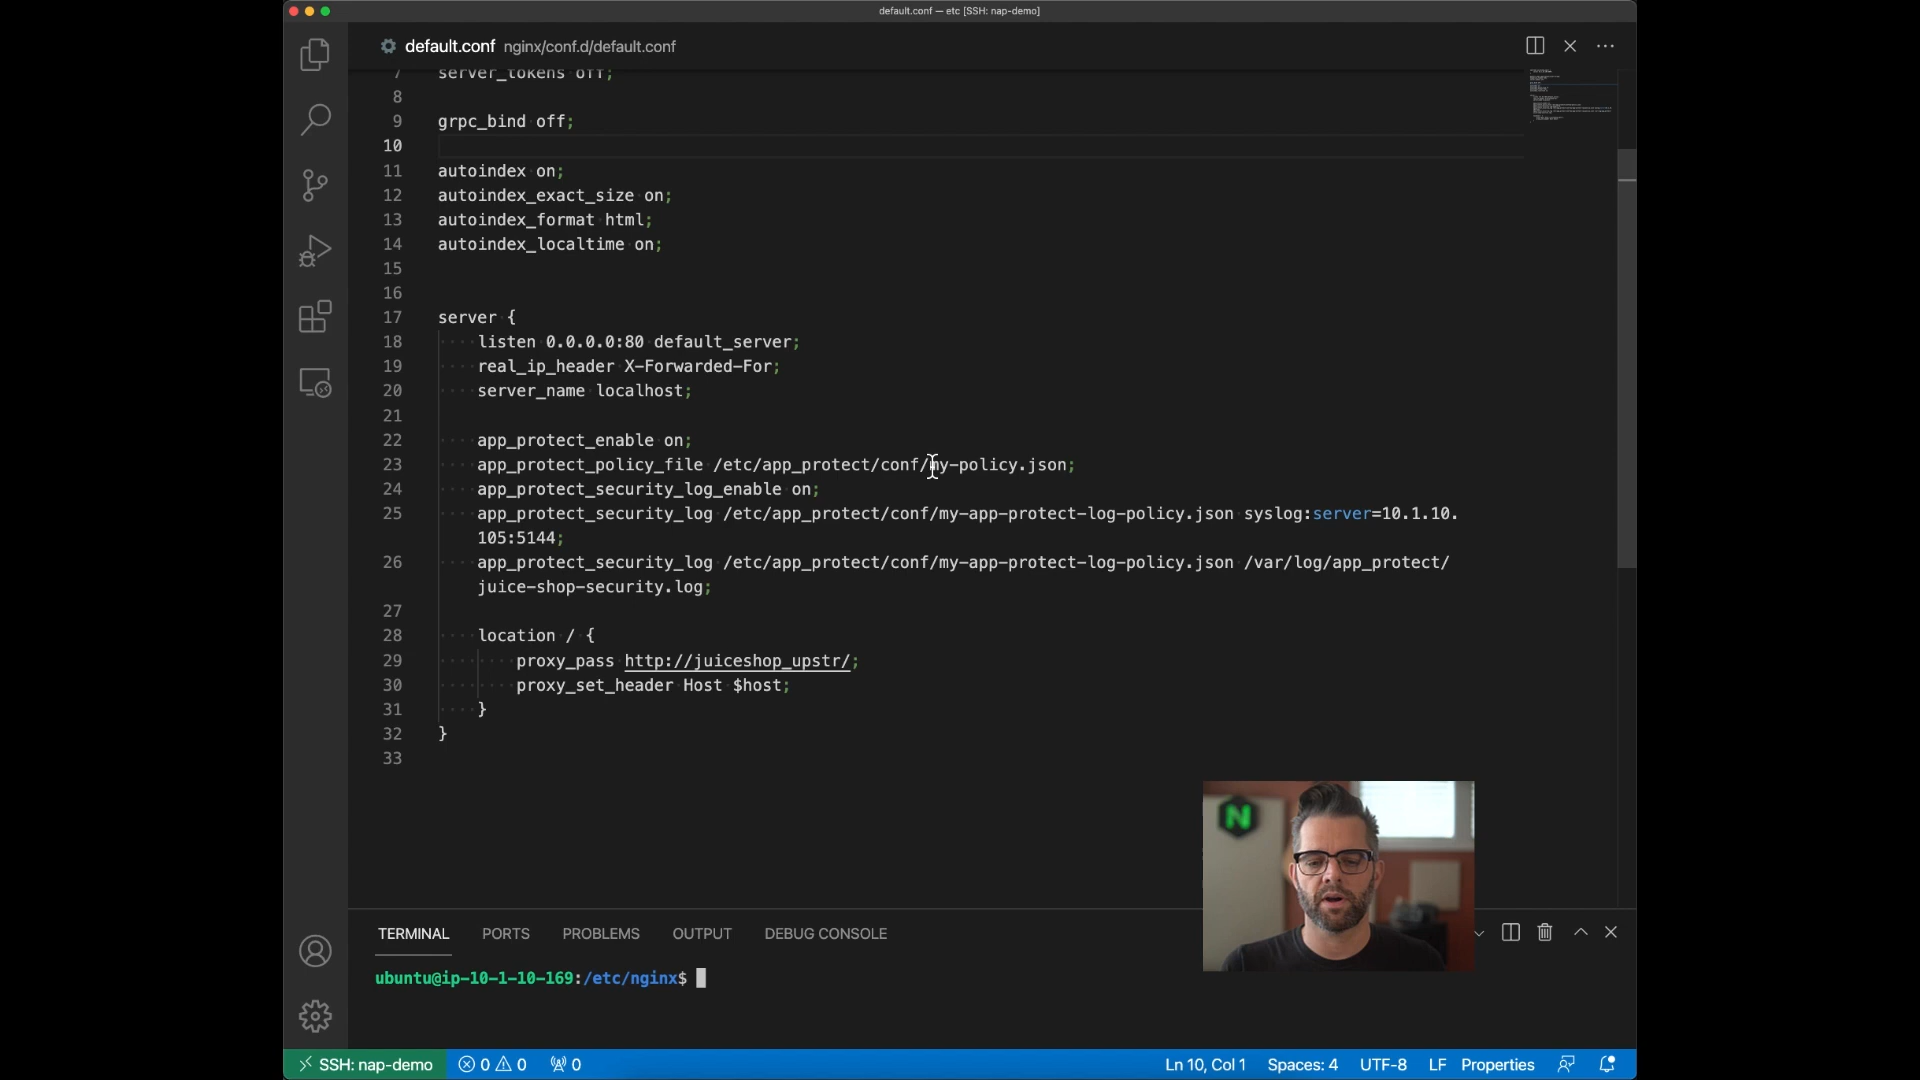 default.conf — etc [SSH: nap-demo]
default.conf nginx/conf.d/default.conf
7 server_tokens off;
8
9 grpc_bind off;
10
11 autoindex on;
12 autoindex_exact_size on;
13 autoindex_format html;
14 autoindex_localtime on;
15
16
17 server {
18 listen 0.0.0.0:80 default_server;
19 real_ip_header X-Forwarded-For;
20 server_name localhost;
21
22 app_protect_enable on;
23 app_protect_policy_file /etc/app_protect/conf/my-policy.json;
24 app_protect_security_log_enable on;
25 app_protect_security_log /etc/app_protect/conf/my-app-protect-log-policy.json syslog:server=10.1.10.
105:5144;
26 app_protect_security_log /etc/app_protect/conf/my-app-protect-log-policy.json /var/log/app_protect/
juice-shop-security.log;
27
28 location / {
29 proxy_pass http://juiceshop_upstr/;
30 proxy_set_header Host $host;
31 }
32 }
33
N
TERMINAL PORTS PROBLEMS OUTPUT DEBUG CONSOLE
ubuntu@ip-10-1-10-169:/etc/nginx$
SSH: nap-demo 0 0 0 Ln 10, Col 1 Spaces: 4 UTF-8 LF Properties